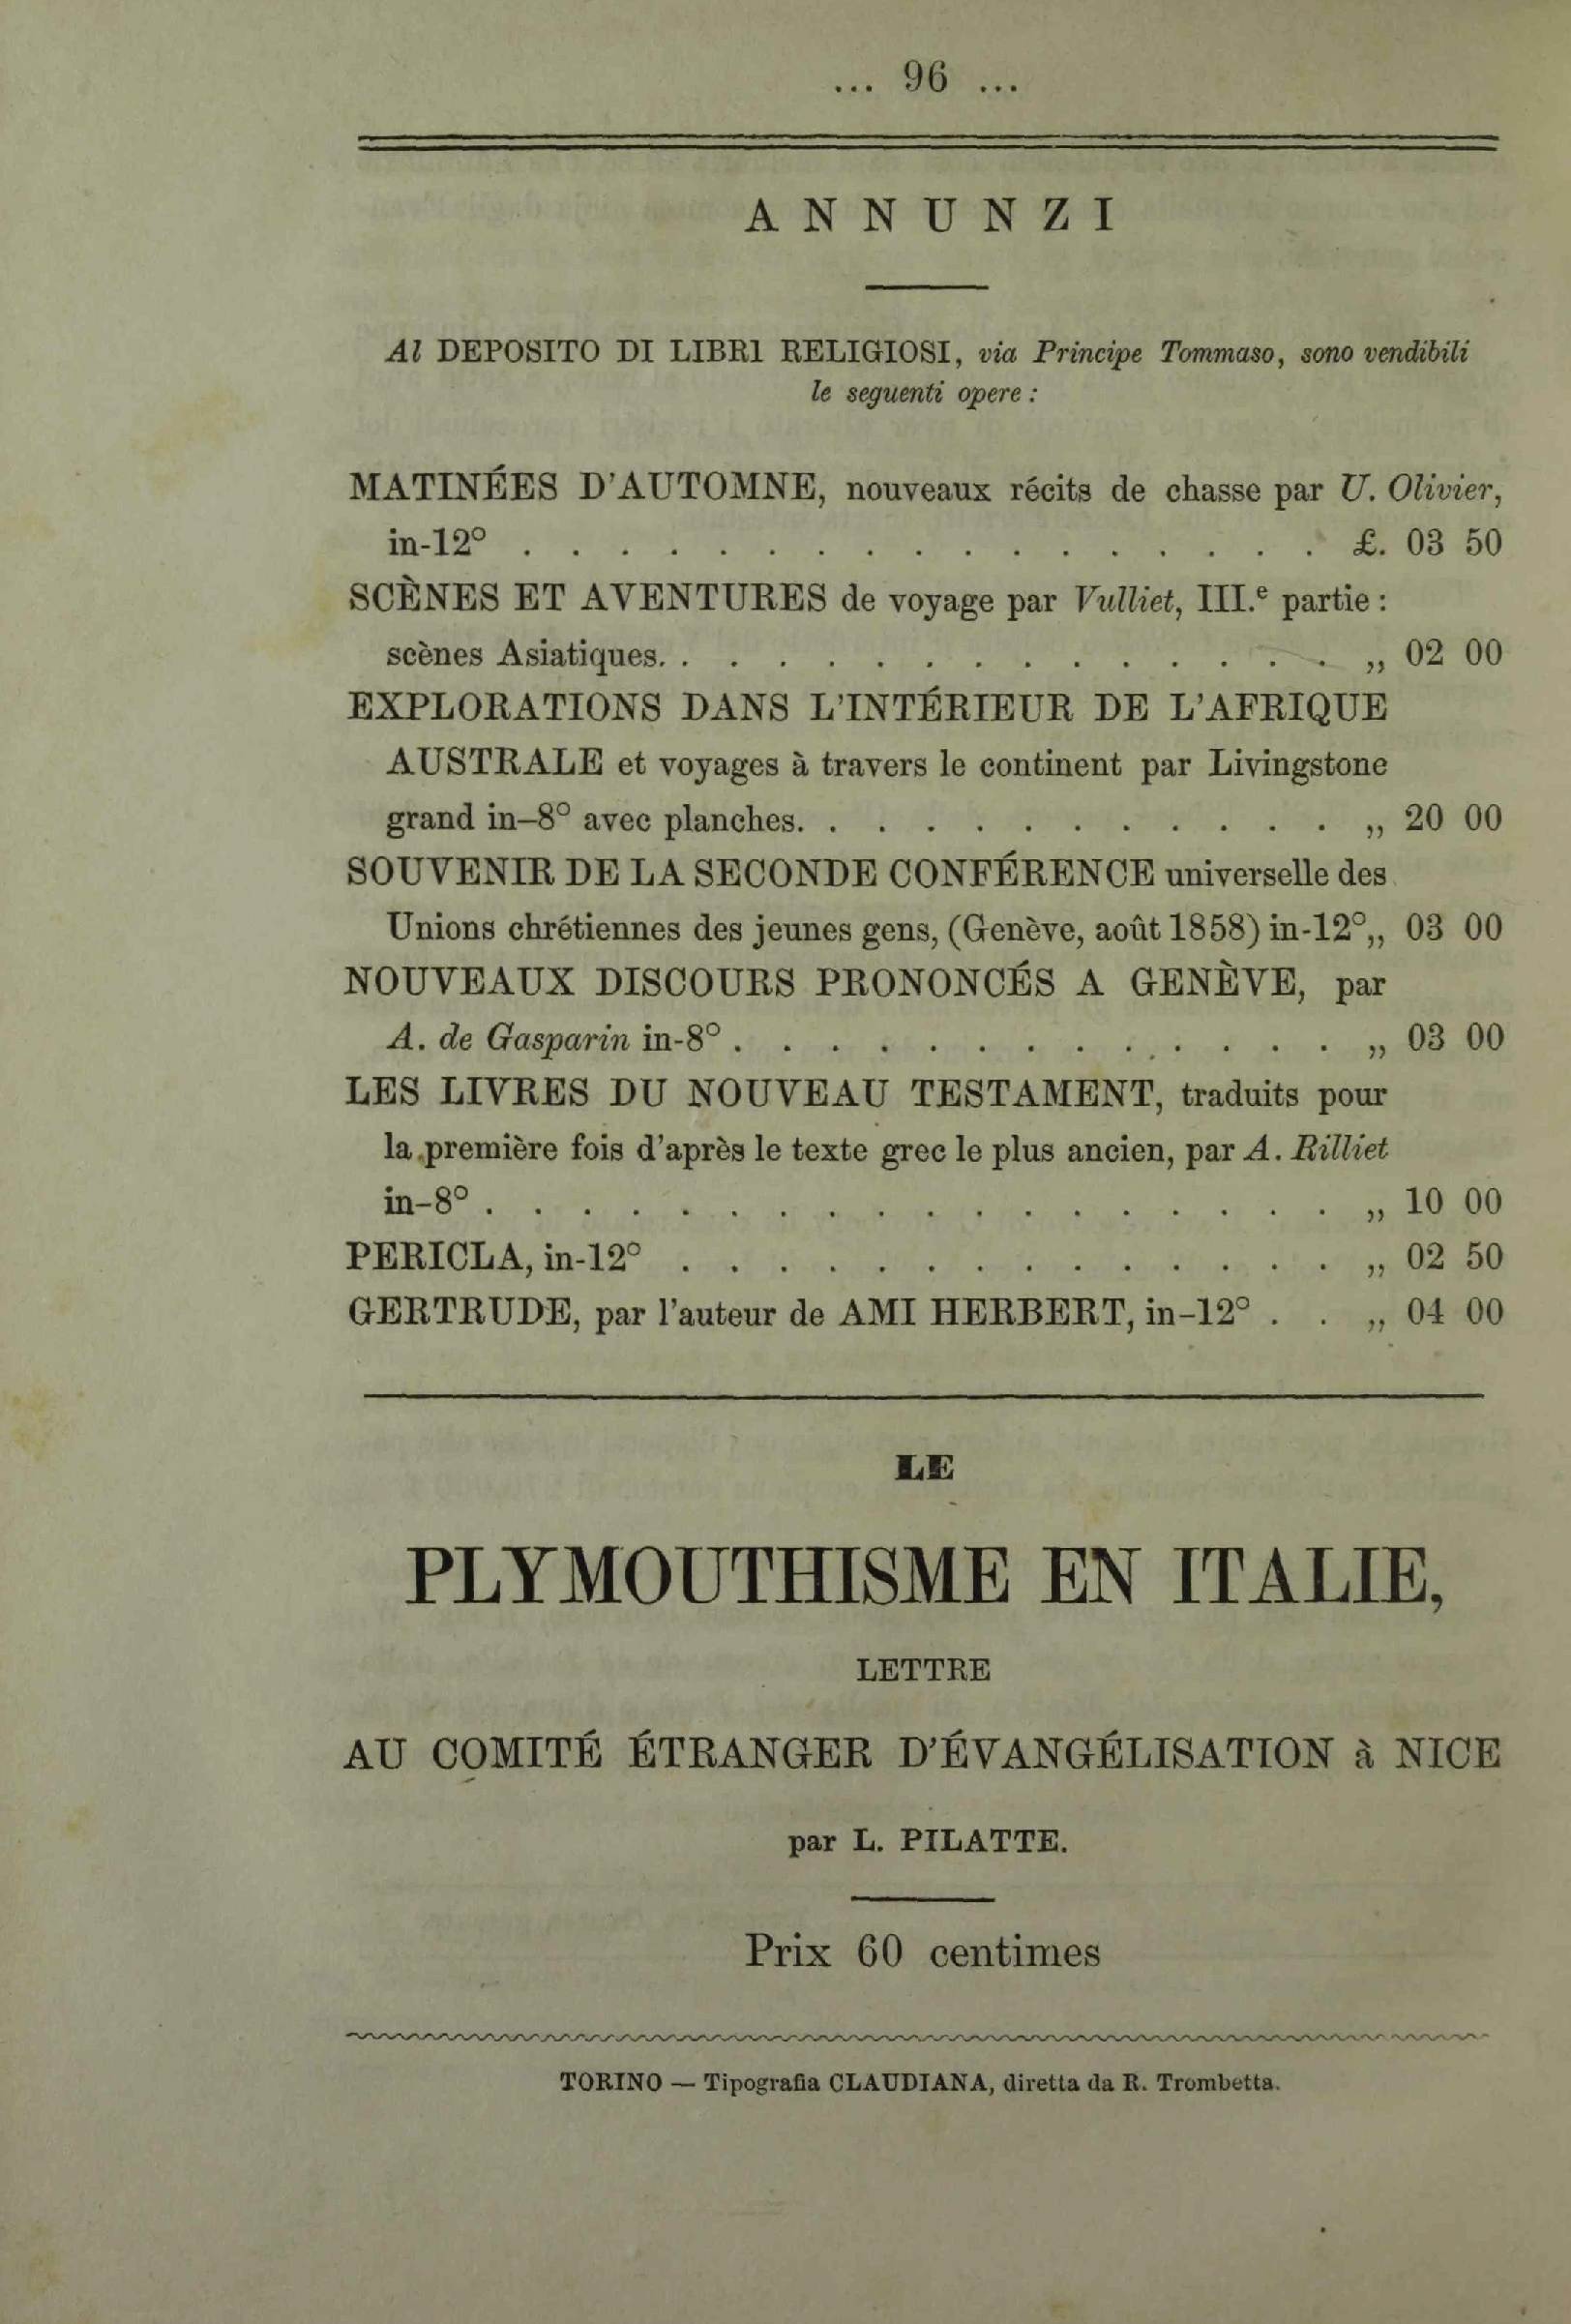 ... 96 ...
ANNUNZI
Al DEPOSITO DI LIBR1 RELIGIOSI, via Principe Tommaso, sono vendibili
le seguenti opere :
MATINÉES D'AUTOMNE, nouveaux récits de chasse par U. Olivier,
in-12° . . . . . . . . . . . . . . . . . £. 03 50
SCÈNES ET AVENTURES de voyage par Vulliet, III.e partie :
scènes Asiatiques. . . . . . . . . . . . . . . „ 02 00
EXPLORATIONS DANS L'INTÉRIEUR DE L'AFRIQUE
AUSTRALE et voyages à travers le continent par Livingstone
grand in–8° avec planches. . . . . . . . . . . . „ 20 00
SOUVENIR DE LA SECONDE CONFÉRENCE universelle des
Unions chrétiennes des jeunes gens, (Genève, août 1858) in-12°„ 03 00
NOUVEAUX DISCOURS PRONONCÉS A GENÈVE, par
A. de Gasparin in-8° . . . . . . . . . . . . . „ 03 00
LES LIVRES DU NOUVEAU TESTAMENT, traduits pour
la première fois d'après le texte grec le plus ancien, par A. Rilliet
in–8° . . . . . . . . . . . . . . . . . . „ 10 00
PERICLA, in-12° . . . . . . . . . . . . . . „ 02 50
GERTRUDE, par l'auteur de AMI HERBERT, in–12° . . „ 04 00
LE
PLYMOUTHISME EN ITALIE,
LETTRE
AU COMITÉ ÉTRANGER D'ÉVANGÉLISATION à NICE
par L. PILATTE.
Prix 60 centimes
TORINO — Tipografia CLAUDIANA, diretta da R. Trombetta.